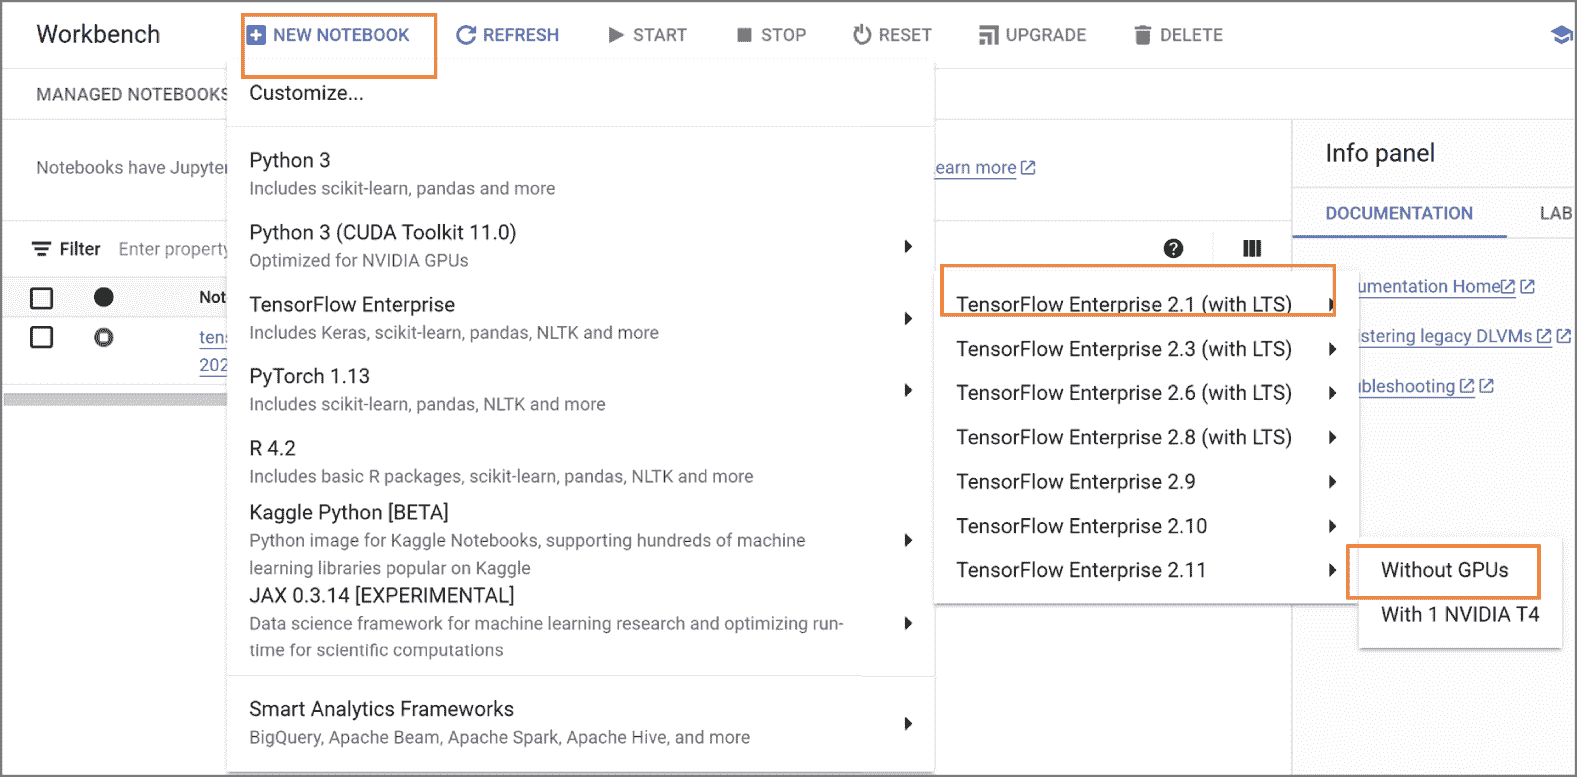 Workbench
NEW NOTEBOOK
REFRESH
START
STOP
RESET
UPGRADE
DELETE
MANAGED NOTEBOOKS
Customize...
Notebooks have Jupyter
earn more
Info panel
DOCUMENTATION
LAB
Filter
Enter property
Not
tens
202
Python 3
Includes scikit-learn, pandas and more
Python 3 (CUDA Toolkit 11.0)
Optimized for NVIDIA GPUs
TensorFlow Enterprise
Includes Keras, scikit-learn, pandas, NLTK and more
PyTorch 1.13
Includes scikit-learn, pandas, NLTK and more
R 4.2
Includes basic R packages, scikit-learn, pandas, NLTK and more
Kaggle Python [BETA]
Python image for Kaggle Notebooks, supporting hundreds of machine
learning libraries popular on Kaggle
JAX 0.3.14 [EXPERIMENTAL]
Data science framework for machine learning research and optimizing run-
time for scientific computations
Smart Analytics Frameworks
BigQuery, Apache Beam, Apache Spark, Apache Hive, and more
TensorFlow Enterprise 2.1 (with LTS)
TensorFlow Enterprise 2.3 (with LTS)
TensorFlow Enterprise 2.6 (with LTS)
TensorFlow Enterprise 2.8 (with LTS)
TensorFlow Enterprise 2.9
TensorFlow Enterprise 2.10
TensorFlow Enterprise 2.11
umentation Home
istering legacy DLVMs
ubleshooting
Without GPUs
With 1 NVIDIA T4